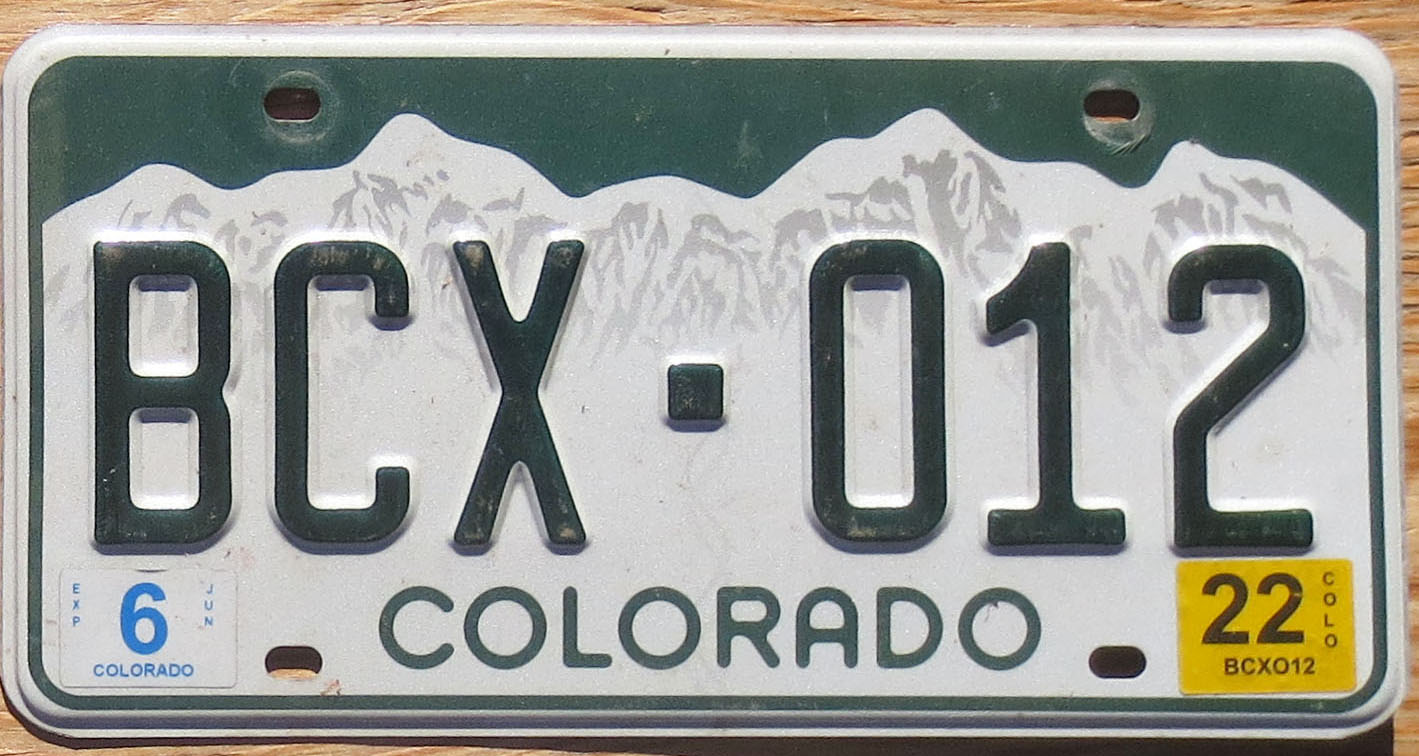 BCX·012
EXP 6 JUN
COLORADO
COLORADO
22 COLO
BCXO12